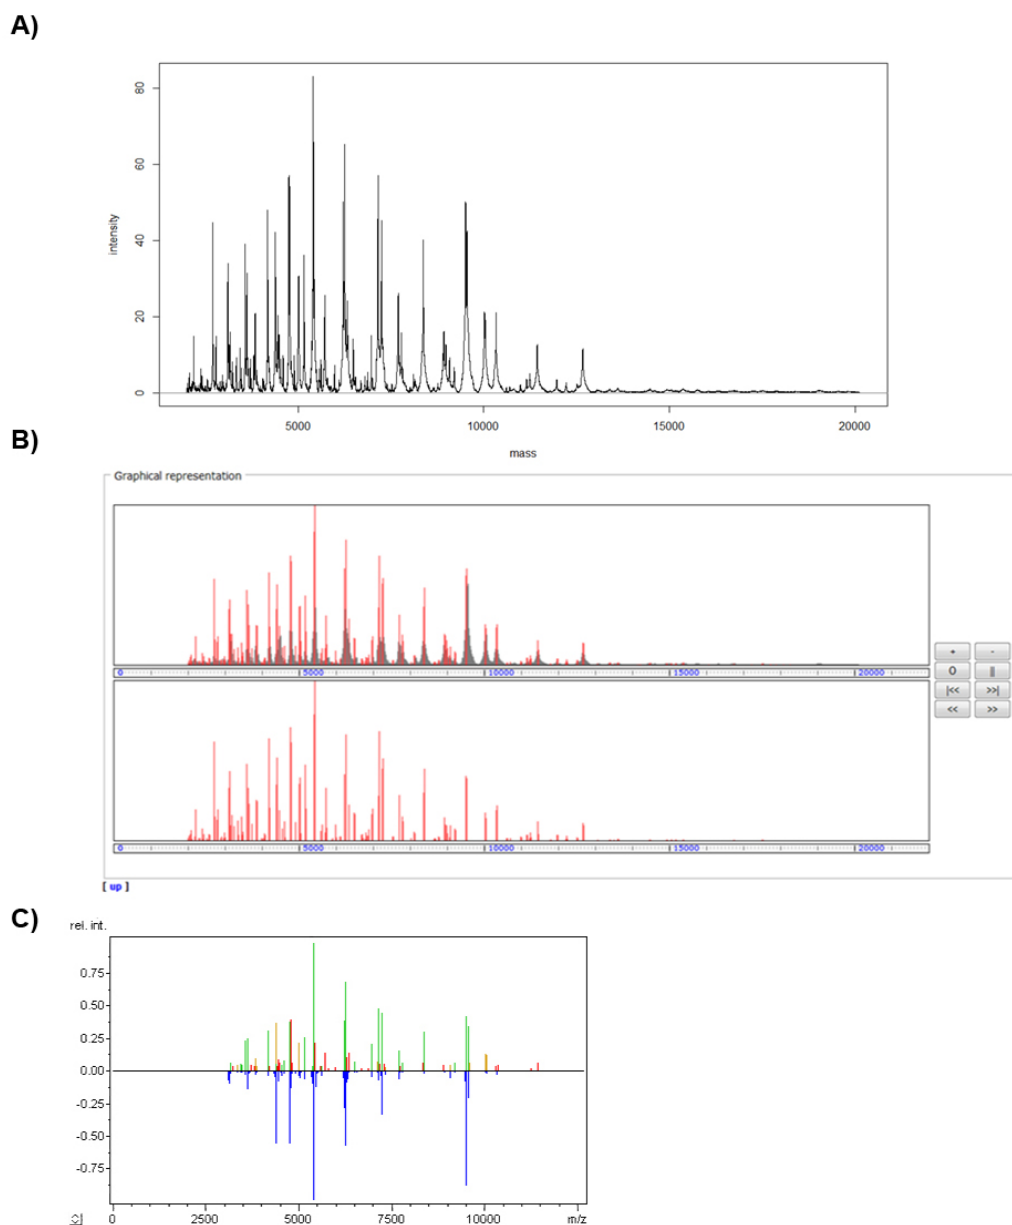 A)
80
60
40
20
0
intensity
5000 10000 15000 20000
mass
B)
Graphical representation
0 5000 10000 15000 20000
+ -
0 ||
|<< >>|
<< >>
0 5000 10000 15000 20000
[ up ]
C)
rel. int.
0.75
0.50
0.25
0.00
-0.25
-0.50
-0.75
0 2500 5000 7500 10000 m/z